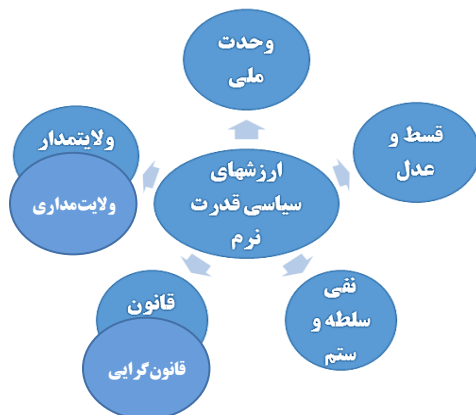 وحدت
ملی
قسط و
عدل
ولایتمدار
ولایت‌مداری
ارزشهای
سیاسی قدرت
نرم
نفی
سلطه و
ستم
قانون
قانون‌گرایی